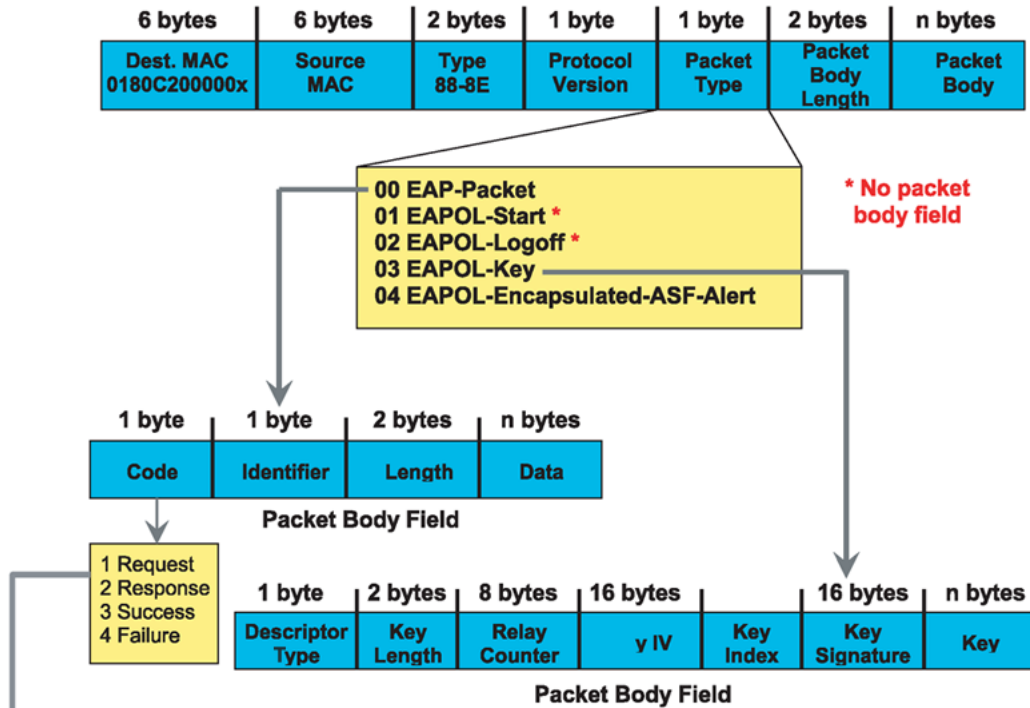 6 bytes 6 bytes 2 bytes 1 byte 1 byte 2 bytes n bytes
Dest. MAC
0180C200000x
Source
MAC
Type
88-8E
Protocol
Version
Packet
Type
Packet
Body
Length
Packet
Body
00 EAP-Packet
01 EAPOL-Start *
02 EAPOL-Logoff *
03 EAPOL-Key
04 EAPOL-Encapsulated-ASF-Alert
* No packet
body field
1 byte 1 byte 2 bytes n bytes
Code Identifier Length Data
Packet Body Field
1 Request
2 Response
3 Success
4 Failure
1 byte 2 bytes 8 bytes 16 bytes 16 bytes n bytes
Descriptor
Type
Key
Length
Relay
Counter
y IV
Key
Index
Key
Signature
Key
Packet Body Field